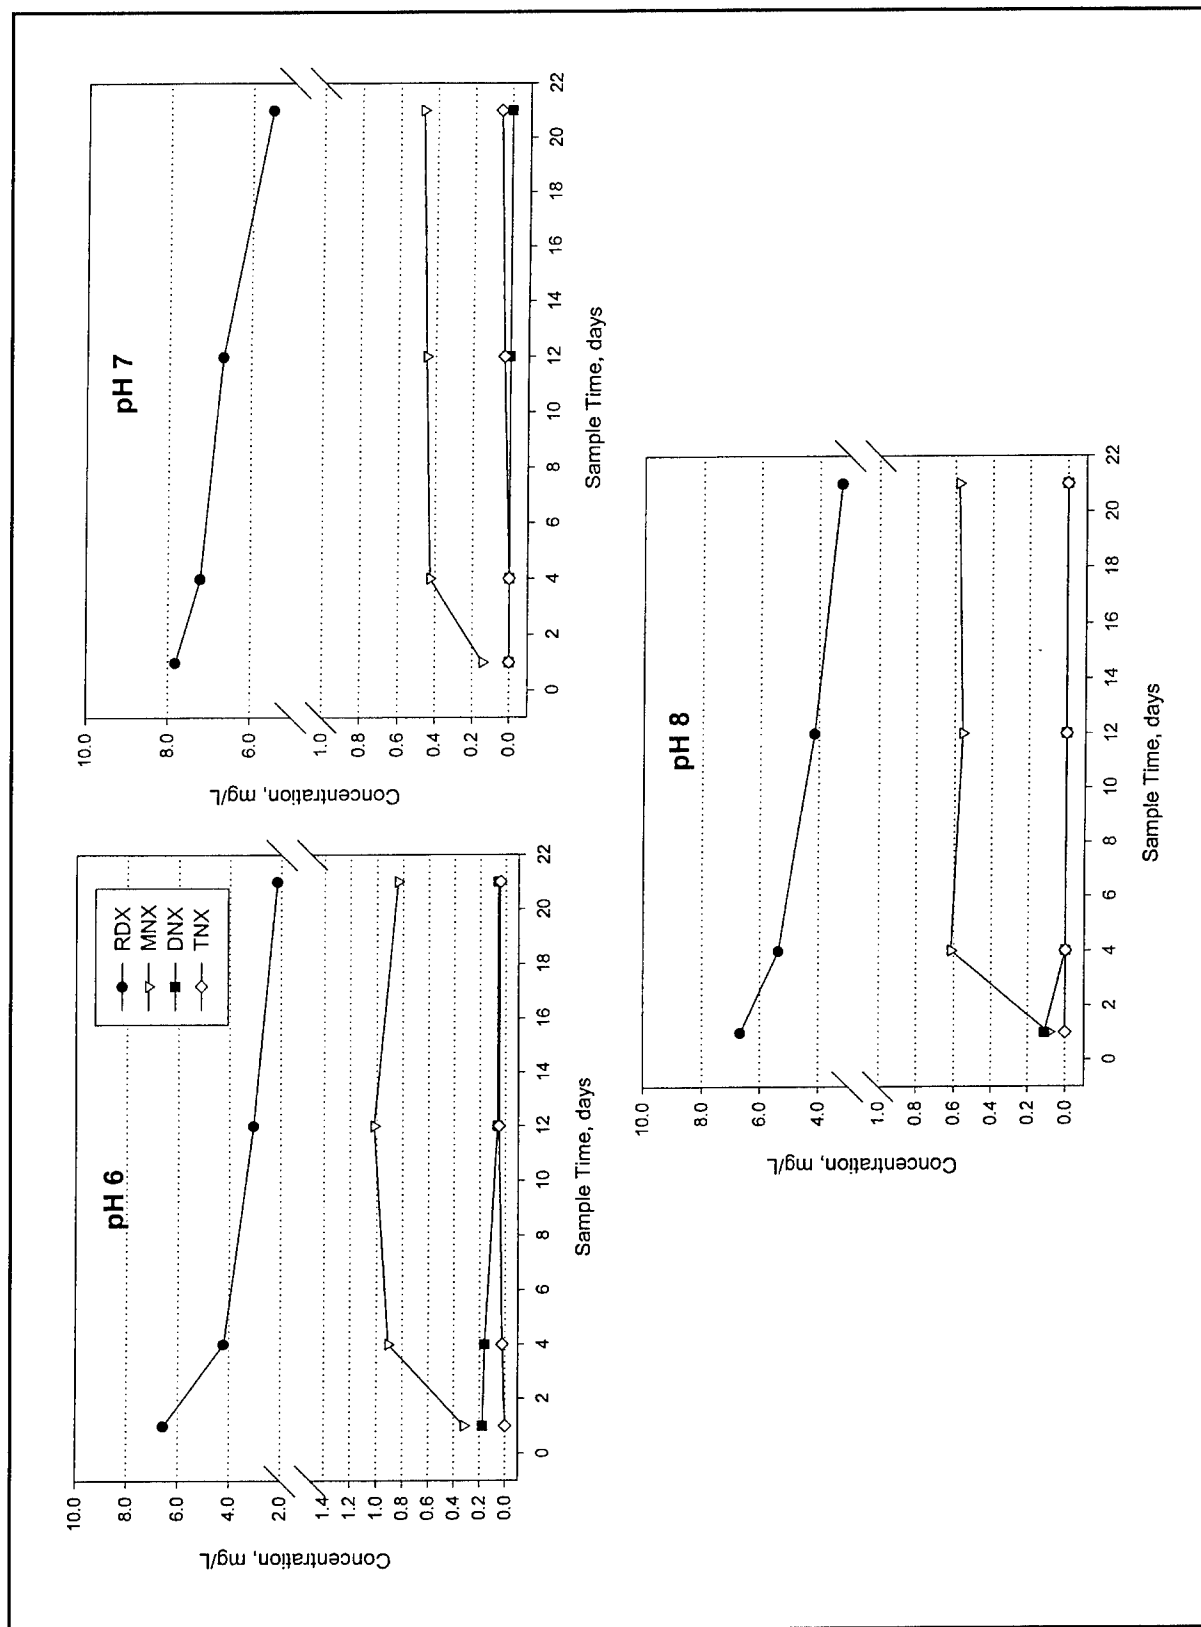 pH 6
RDX
MNX
DNX
TNX
Concentration, mg/L
10.0
8.0
6.0
4.0
2.0
1.4
1.2
1.0
0.8
0.6
0.4
0.2
0.0
0 2 4 6 8 10 12 14 16 18 20 22
Sample Time, days
pH 7
Concentration, mg/L
10.0
8.0
6.0
1.0
0.8
0.6
0.4
0.2
0.0
0 2 4 6 8 10 12 14 16 18 20 22
Sample Time, days
pH 8
Concentration, mg/L
10.0
8.0
6.0
4.0
1.0
0.8
0.6
0.4
0.2
0.0
0 2 4 6 8 10 12 14 16 18 20 22
Sample Time, days